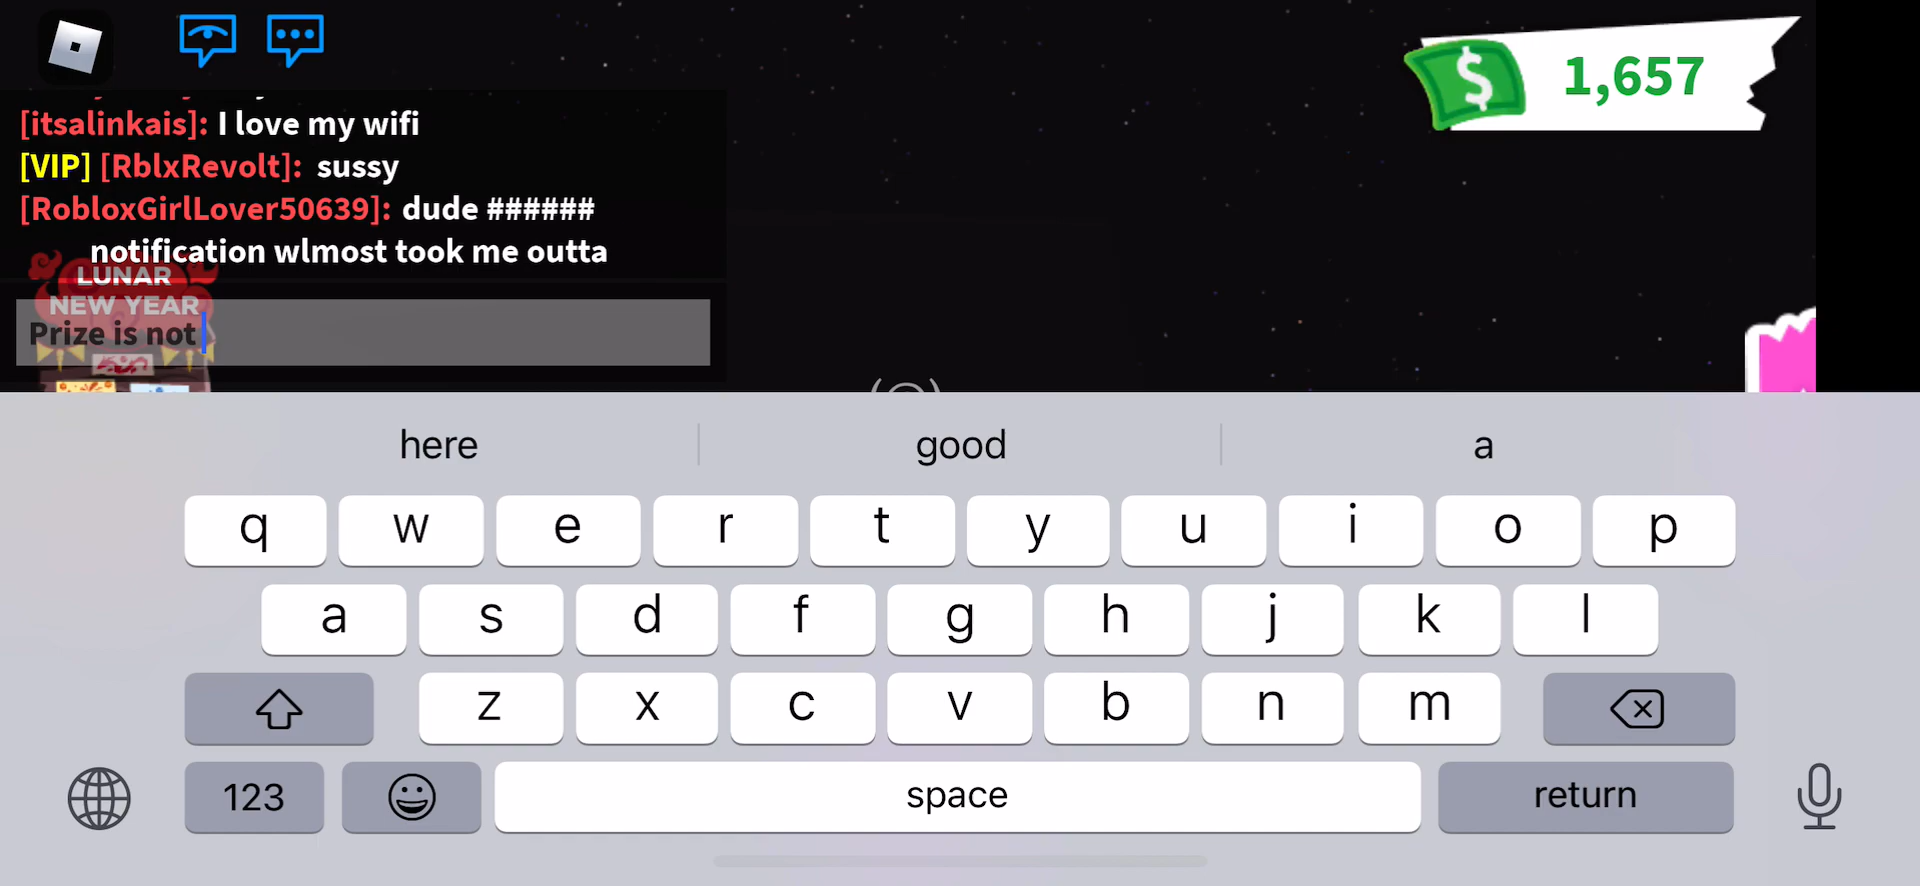 1,657
[itsalinkais]: I love my wifi
[VIP] [RblxRevolt]: sussy
[RobloxGirlLover50639]: dude ######
notification wlmost took me outta
LUNAR
NEW YEAR
Prize is not
here good a
q w e r t y u i o p
a s d f g h j k l
z x c v b n m
123 space return